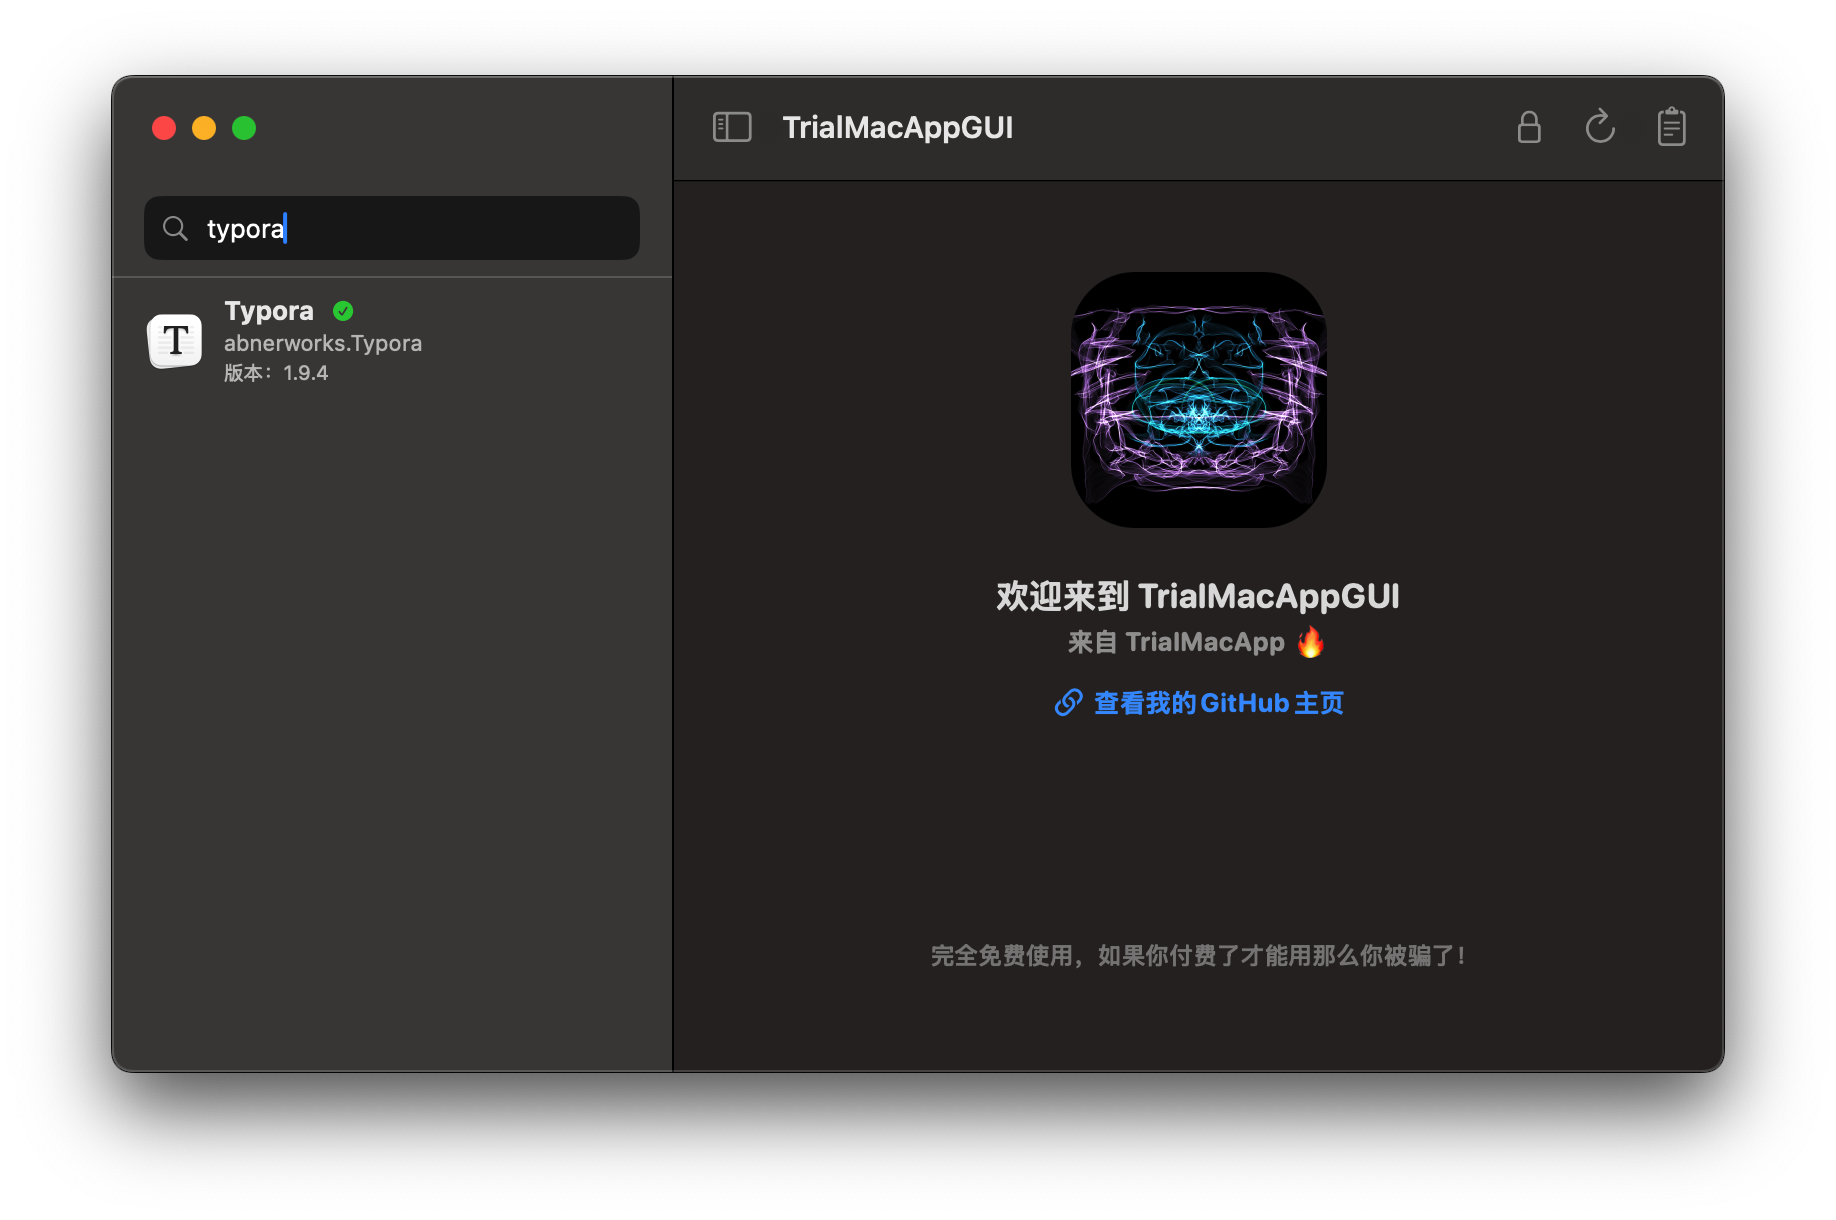 TrialMacAppGUI
typora
T
Typora
abnerworks.Typora
版本：1.9.4
欢迎来到 TrialMacAppGUI
来自 TrialMacApp 🔥
查看我的GitHub主页
完全免费使用，如果你付费了才能用那么你被骗了！